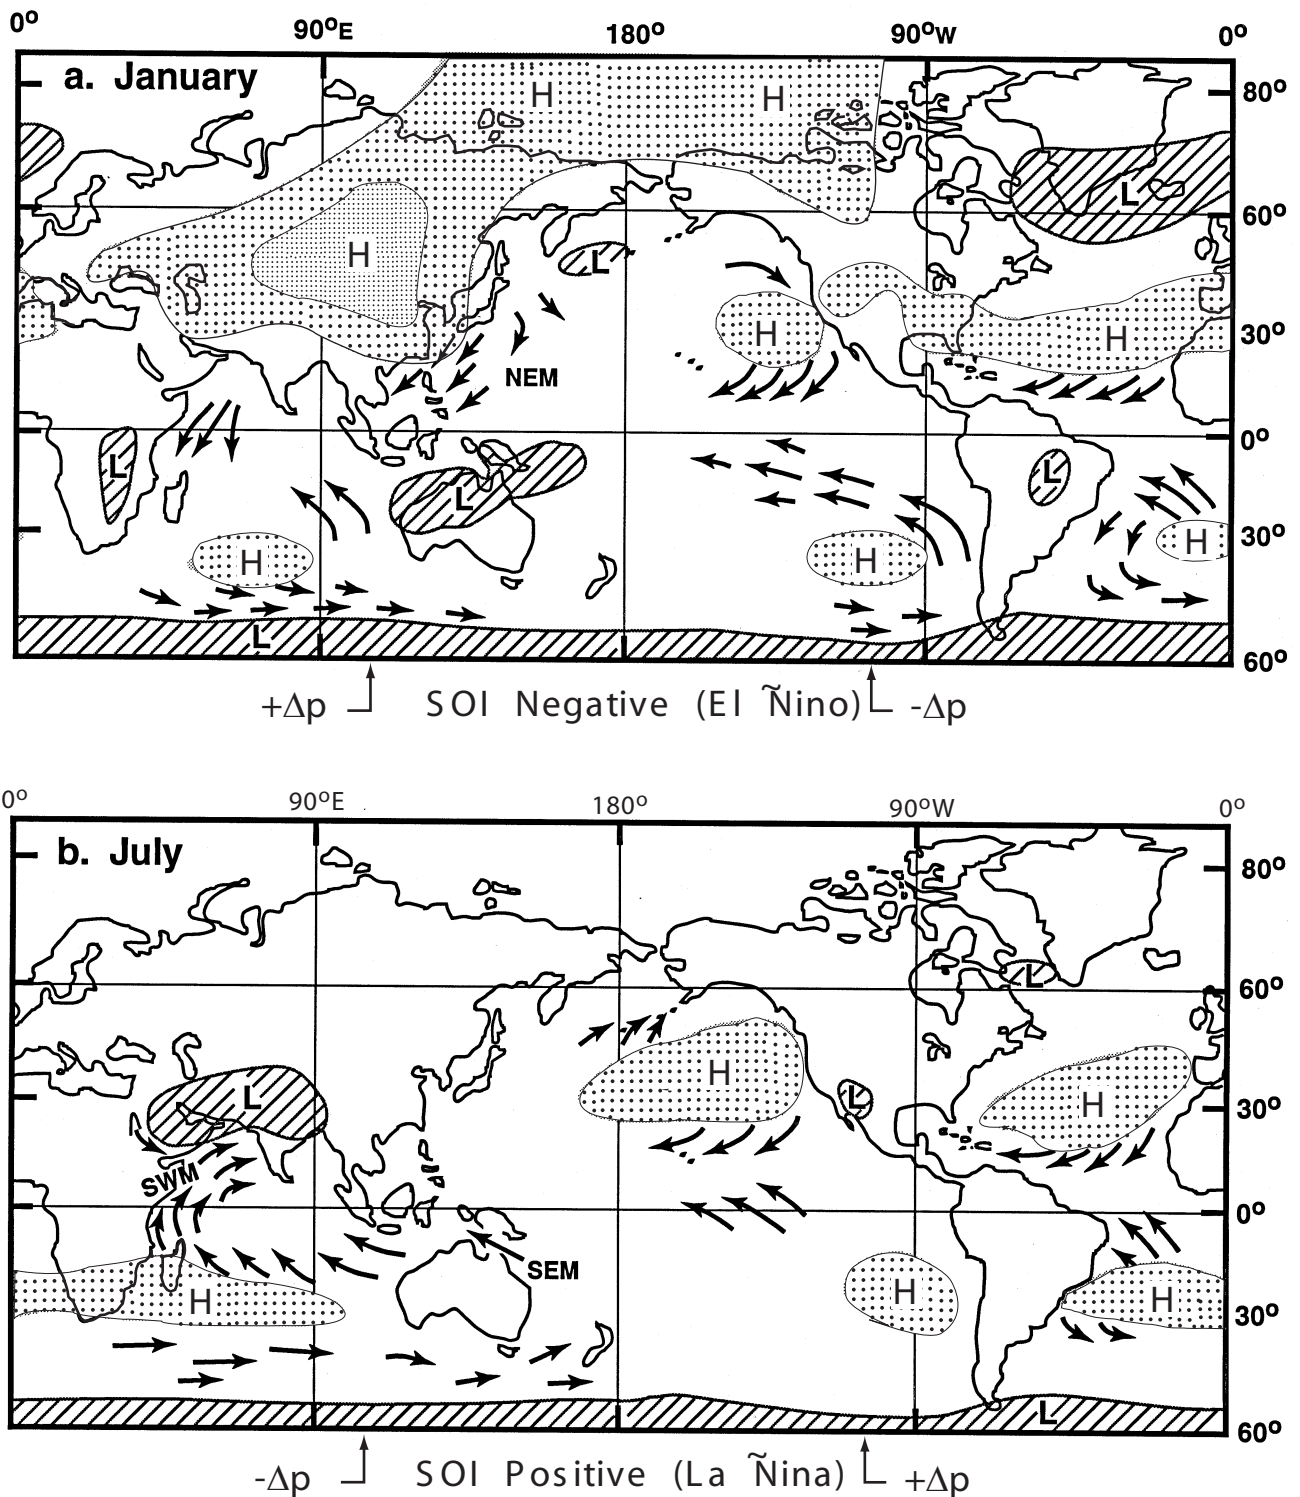 0° 90°E 180° 90°W 0°
a. January
H H
80°
L
60°
H
L
H H
30°
NEM
0°
L L L
30°
H H H
L
60°
+Δp SOI Negative (El Ñino) -Δp
0° 90°E 180° 90°W 0°
b. July
80°
L
60°
L H L H
30°
SWM
0°
SEM
H H H
30°
L
60°
-Δp SOI Positive (La Ñina) +Δp